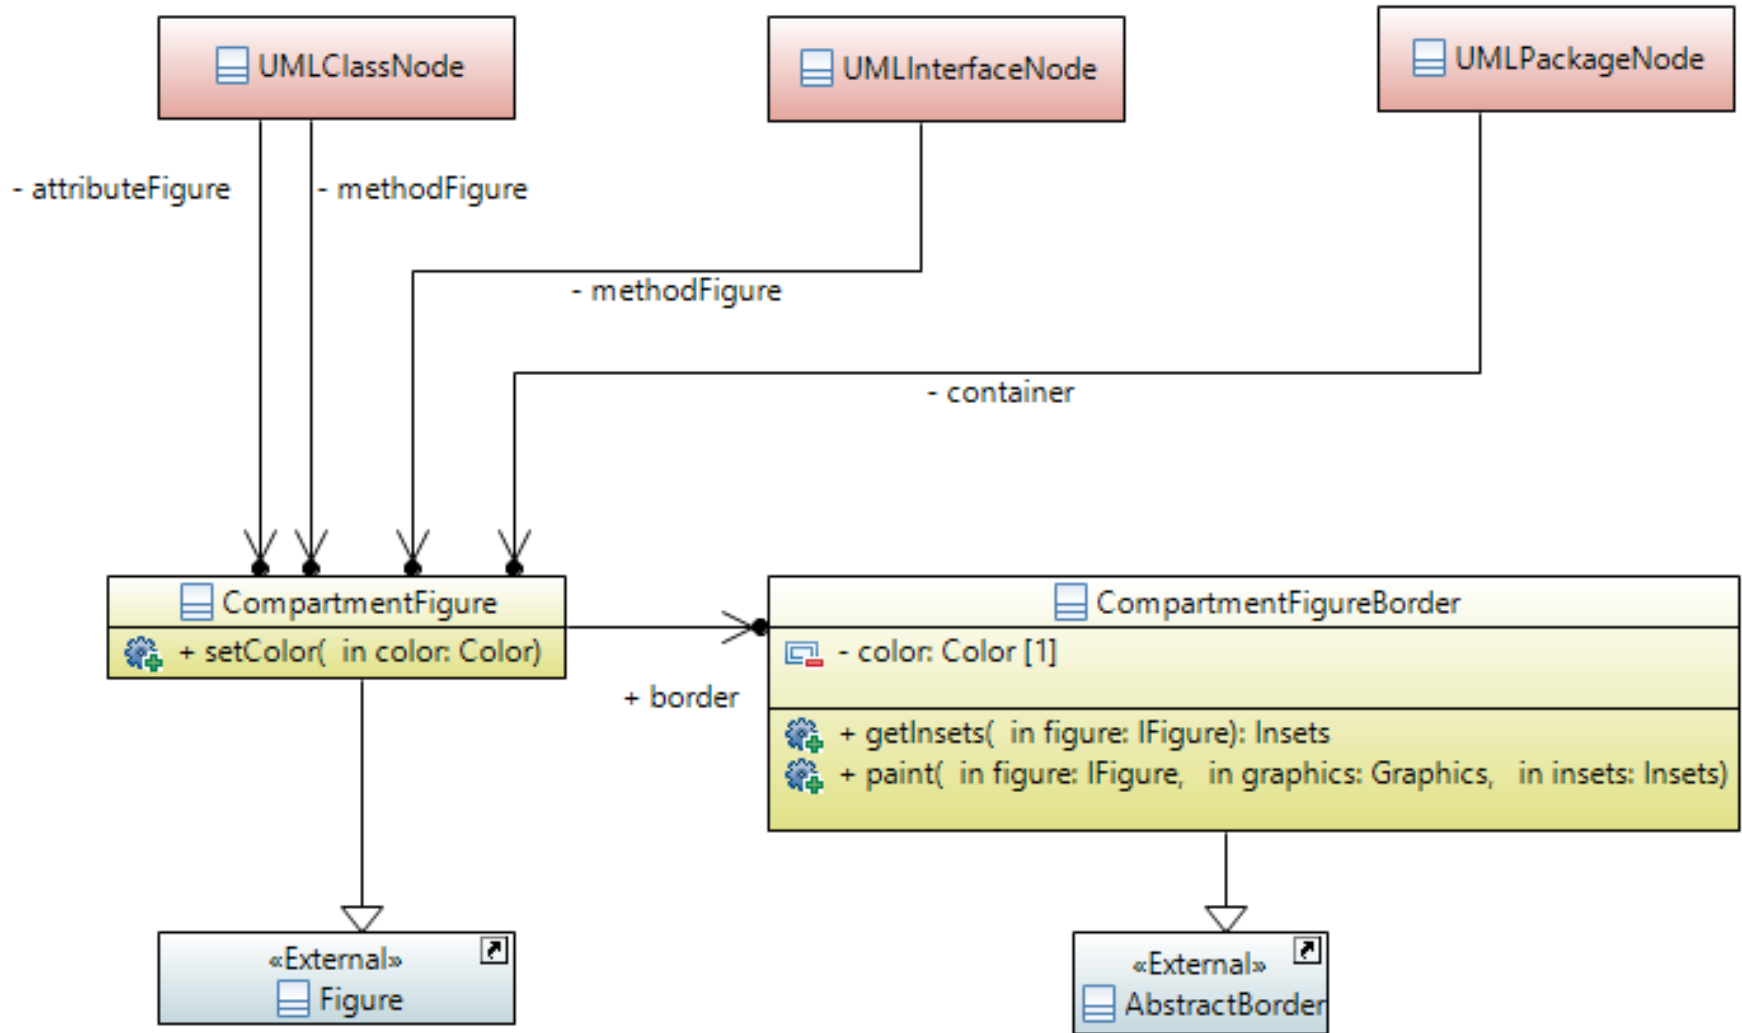 UMLClassNode
UMLInterfaceNode
UMLPackageNode
- attributeFigure
- methodFigure
- methodFigure
- container
CompartmentFigure
+ setColor(  in color: Color)
+ border
CompartmentFigureBorder
- color: Color [1]
+ getInsets(  in figure: IFigure): Insets
+ paint(  in figure: IFigure,   in graphics: Graphics,   in insets: Insets)
«External»
Figure
«External»
AbstractBorder